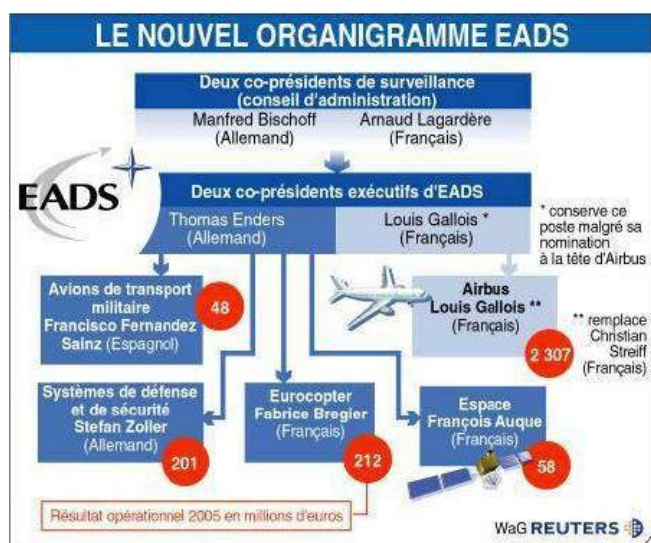 LE NOUVEL ORGANIGRAMME EADS
Deux co-présidents de surveillance
(conseil d'administration)
Manfred Bischoff
(Allemand)
Arnaud Lagardère
(Français)
EADS
Deux co-présidents exécutifs d'EADS
Thomas Enders
(Allemand)
Louis Gallois *
(Français)
* conserve ce
poste malgré sa
nomination
à la tête d'Airbus
Avions de transport
militaire
Francisco Fernandez
Sainz (Espagnol)
48
Airbus
Louis Gallois **
(Français)
2 307
** remplace
Christian
Streiff
(Français)
Systèmes de défense
et de sécurité
Stefan Zoller
(Allemand)
201
Eurocopter
Fabrice Bregier
(Français)
212
Espace
François Auque
(Français)
58
Résultat opérationnel 2005 en millions d'euros
WaG REUTERS